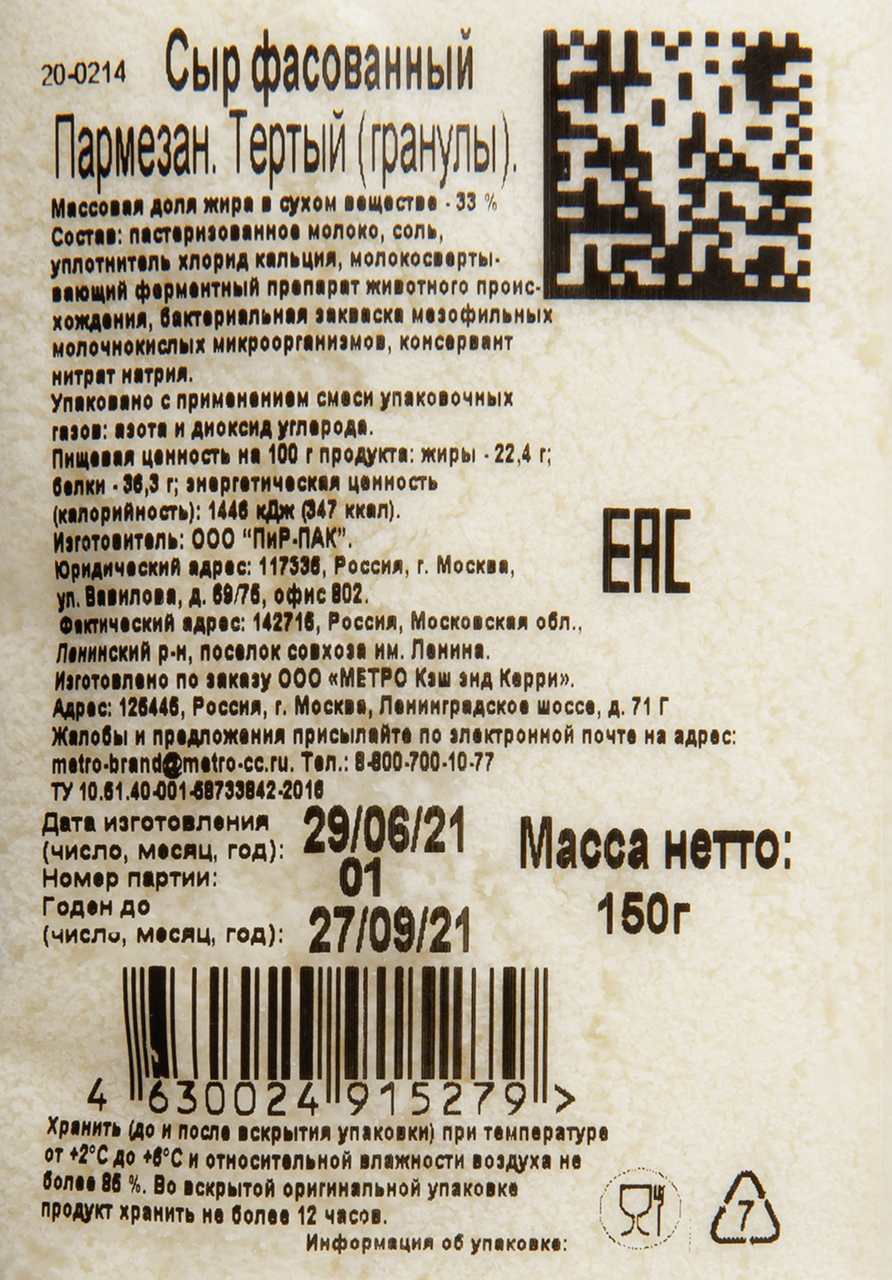 20-0214
Сыр фасованный
Пармезан. Тертый (гранулы).
Массовая доля жира в сухом веществе - 33 %
Состав: пастеризованное молоко, соль,
уплотнитель хлорид кальция, молокосверты-
вающий ферментный препарат животного проис-
хождения, бактериальная закваска мезофильных
молочнокислых микроорганизмов, консервант
нитрат натрия.
Упаковано с применением смеси упаковочных
газов: азота и диоксид углерода.
Пищевая ценность на 100 г продукта: жиры - 22,4 г;
белки - 36,3 г; энергетическая ценность
(калорийность): 1446 кДж (347 ккал).
Изготовитель: ООО "ПиР-ПАК".
Юридический адрес: 117336, Россия, г. Москва,
ул. Вавилова, д. 69/75, офис 802.
Фактический адрес: 142715, Россия, Московская обл.,
Ленинский р-н, поселок совхоза им. Ленина.
Изготовлено по заказу ООО «МЕТРО Кэш энд Керри».
Адрес: 125445, Россия, г. Москва, Ленинградское шоссе, д. 71 Г
Жалобы и предложения присылайте по электронной почте на адрес:
metro-brand@metro-cc.ru. Тел.: 8-800-700-10-77
ТУ 10.51.40-001-58733842-2016
Дата изготовления
(число, месяц, год): 29/06/21
Номер партии: 01
Годен до
(число, месяц, год): 27/09/21
Масса нетто:
150г
EAC
4 630024 915279 >
Хранить (до и после вскрытия упаковки) при температуре
от +2°С до +6°С и относительной влажности воздуха не
более 85 %. Во вскрытой оригинальной упаковке
продукт хранить не более 12 часов.
Информация об упаковке:
7